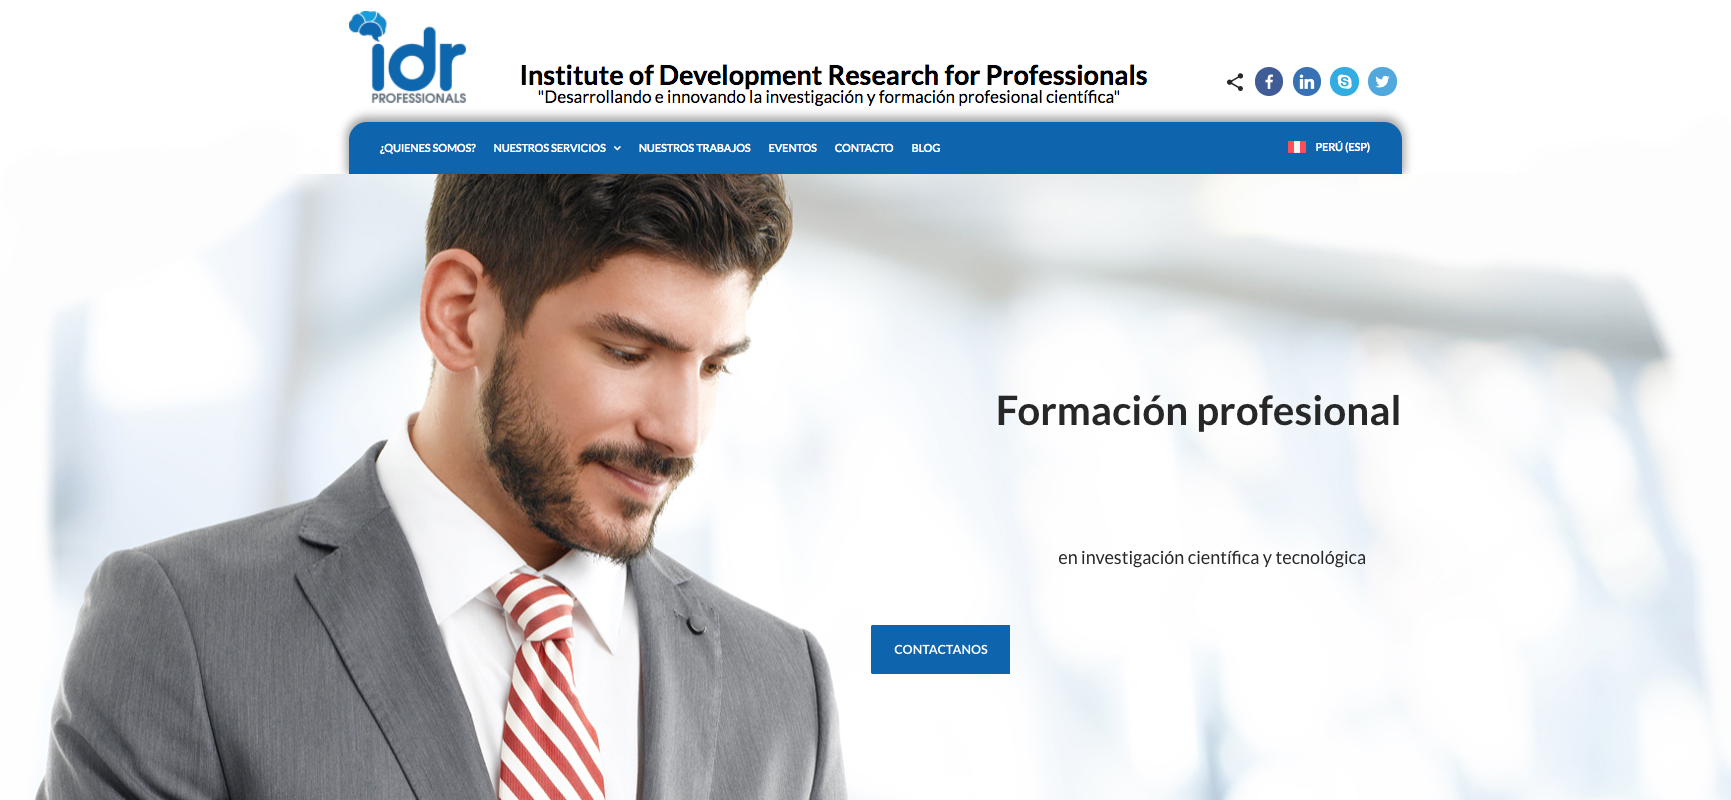 idr
PROFESSIONALS
Institute of Development Research for Professionals
"Desarrollando e innovando la investigación y formación profesional científica"
¿QUIENES SOMOS? NUESTROS SERVICIOS NUESTROS TRABAJOS EVENTOS CONTACTO BLOG PERÚ (ESP)
Formación profesional
en investigación científica y tecnológica
CONTACTANOS